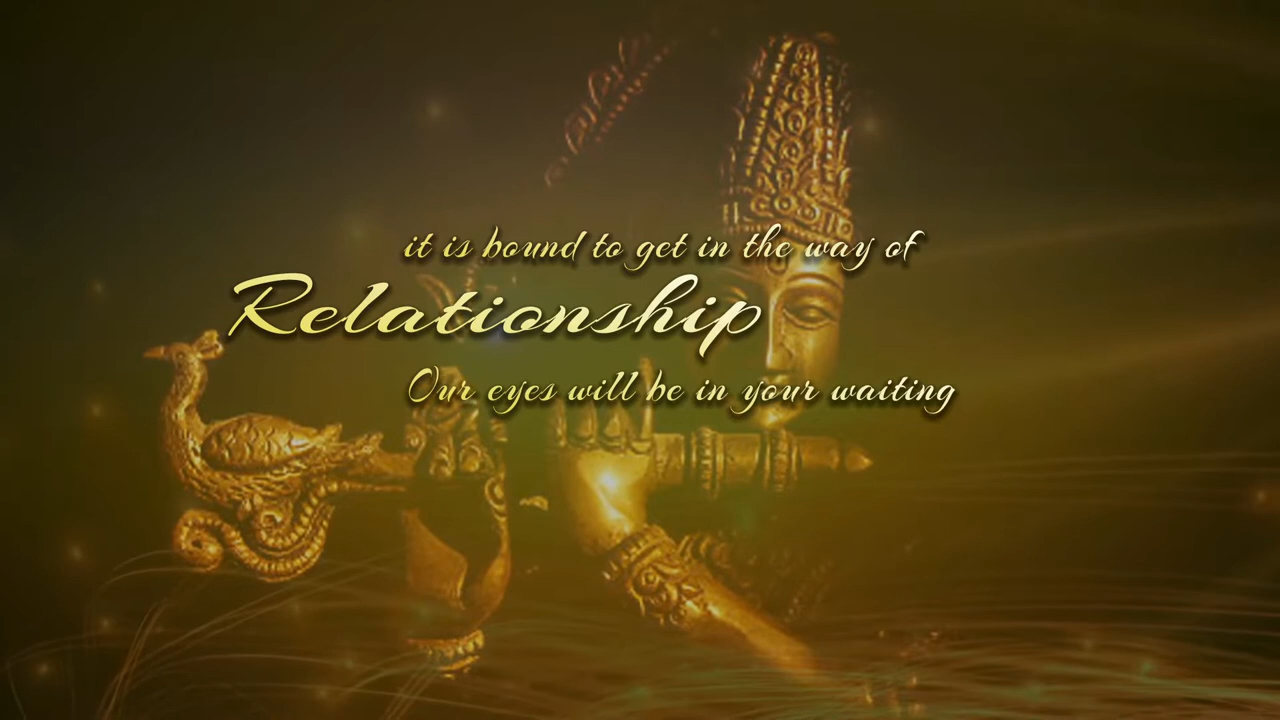 it is bound to get in the way of
Relationship
Our eyes will be in your waiting